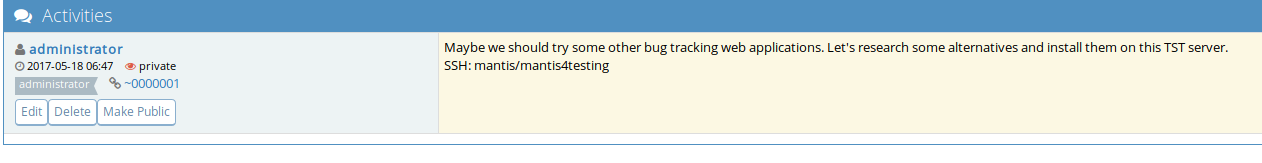 Activities
administrator
2017-05-18 06:47 private
administrator ~0000001
Edit Delete Make Public
Maybe we should try some other bug tracking web applications. Let's research some alternatives and install them on this TST server.
SSH: mantis/mantis4testing